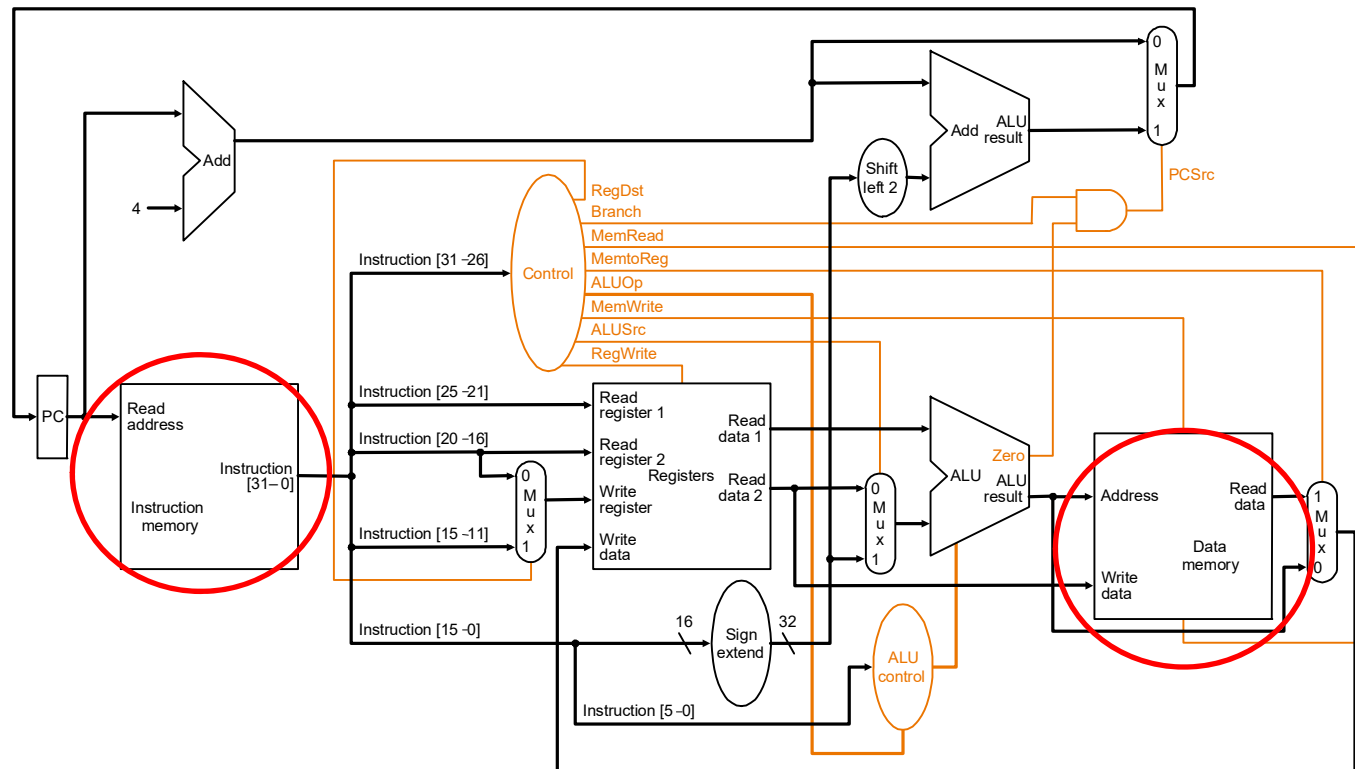 0
M
u
x
1
Add
ALU
result
Add
Shift
left 2
PCSrc
4
RegDst
Branch
MemRead
MemtoReg
ALUOp
MemWrite
ALUSrc
RegWrite
Control
Instruction [31–26]
Instruction [25–21]
Instruction [20–16]
Instruction [15–11]
Instruction [15–0]
Instruction [5–0]
PC
Read
address
Instruction
[31–0]
Instruction
memory
0
M
u
x
1
Read
register 1
Read
register 2
Write
register
Write
data
Registers
Read
data 1
Read
data 2
0
M
u
x
1
Zero
ALU
ALU
result
Address
Write
data
Read
data
Data
memory
1
M
u
x
0
16
Sign
extend
32
ALU
control